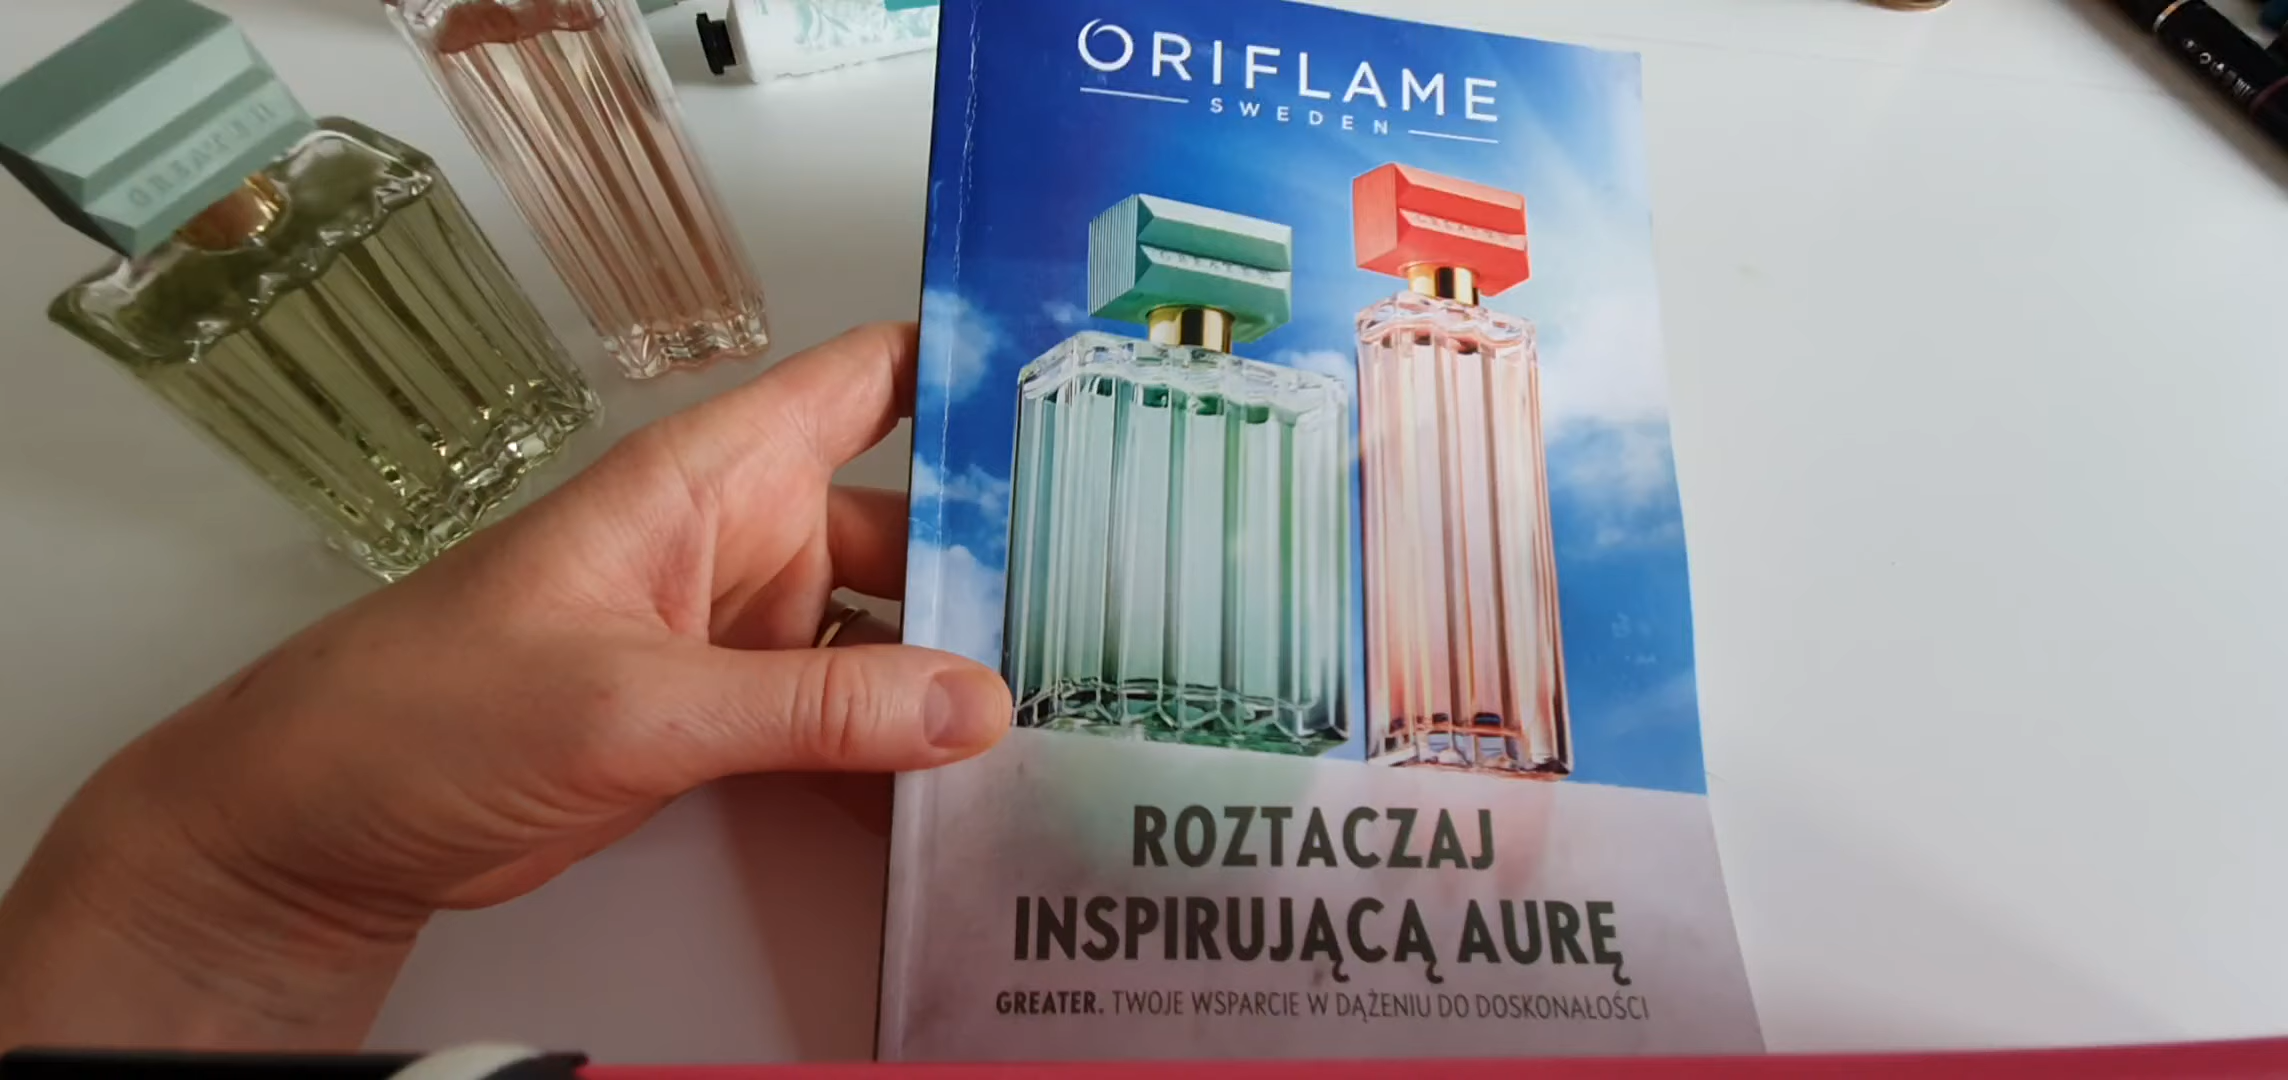 ORIFLAME
SWEDEN
ROZTACZAJ
INSPIRUJĄCĄ AURĘ
GREATER. TWOJE WSPARCIE W DĄŻENIU DO DOSKONAŁOŚCI